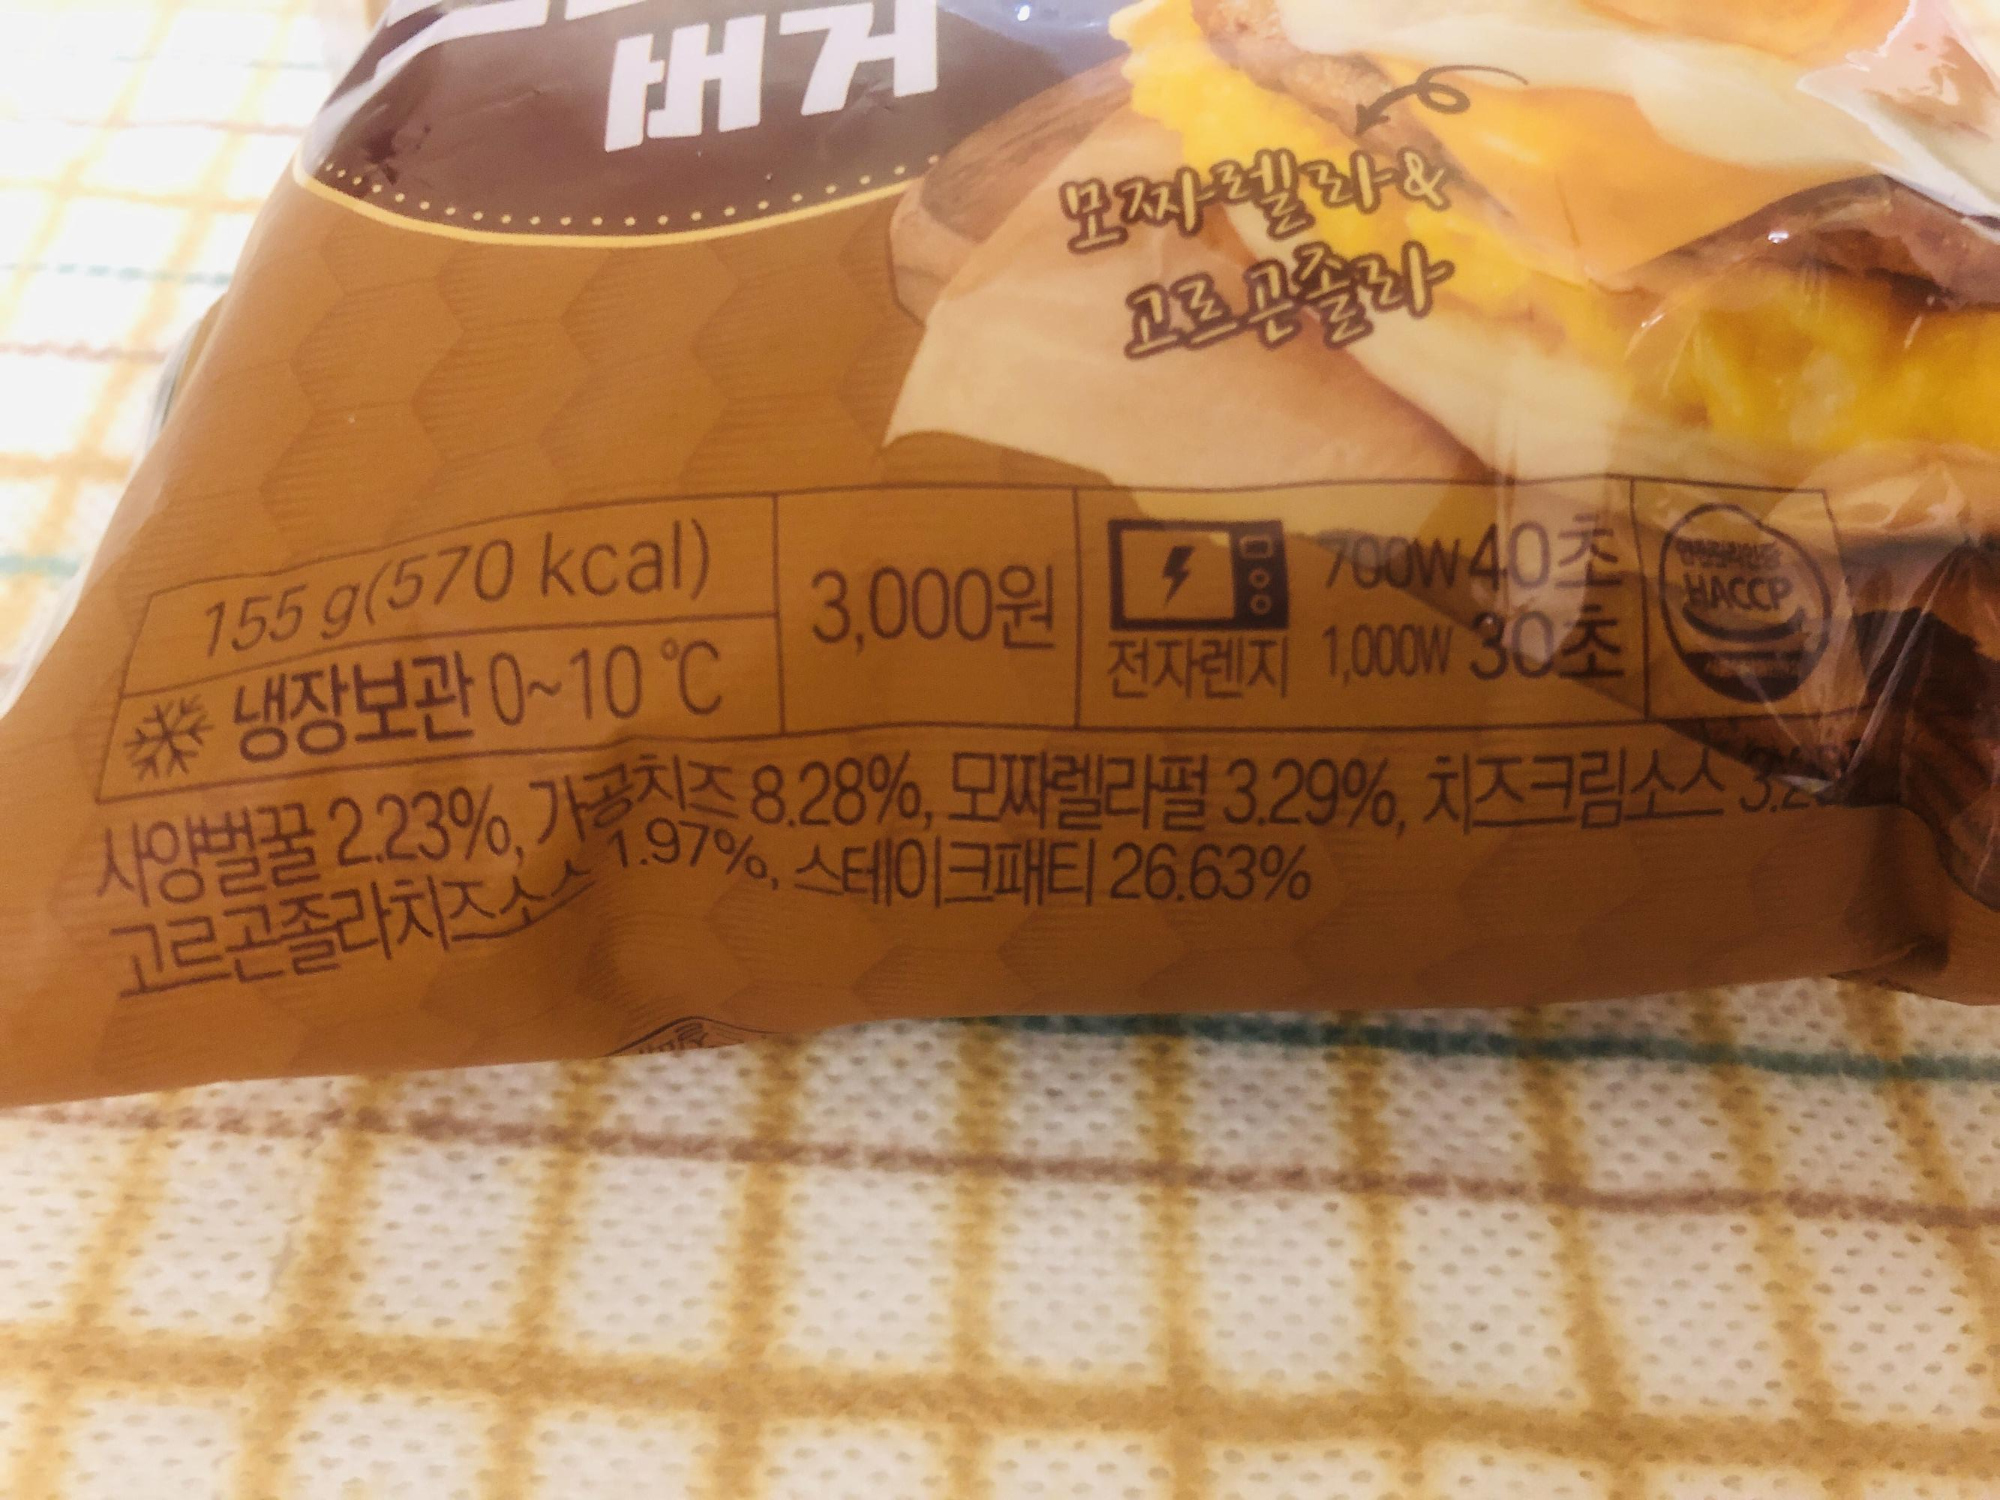 버거
모짜렐라&
고르곤졸라
155 g(570 kcal)
냉장보관 0~10 ℃
3,000원
전자렌지
700W 40초
1,000W 30초
HACCP
사양벌꿀 2.23%, 가공치즈 8.28%, 모짜렐라펄 3.29%, 치즈크림소스
고르곤졸라치즈소스 1.97%, 스테이크패티 26.63%